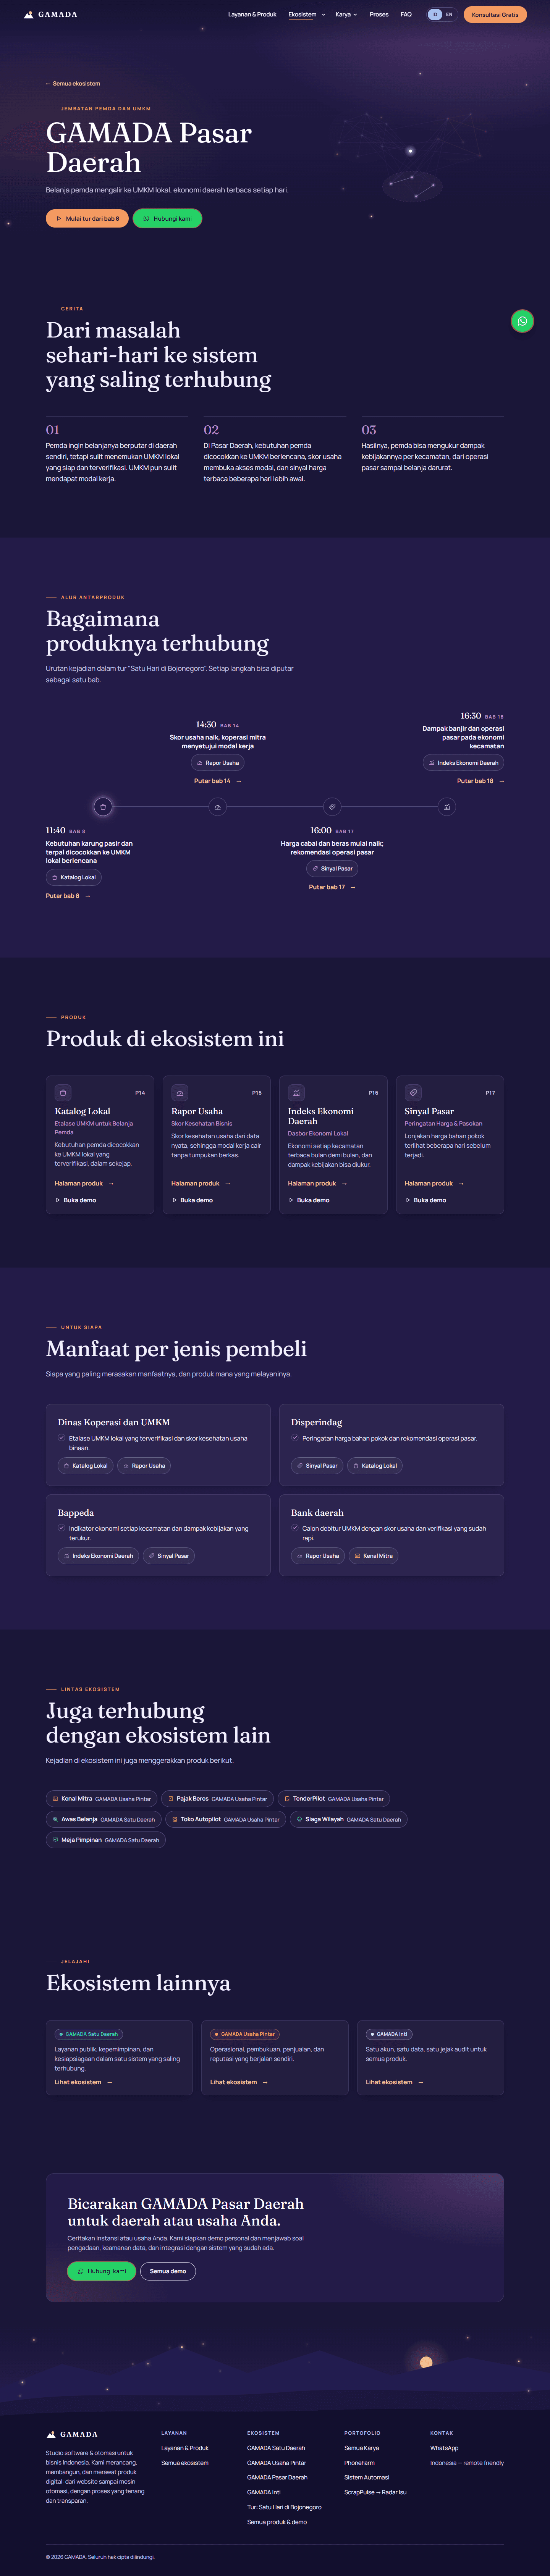 GAMADA
Layanan & Produk
Ekosistem
Karya
Proses
FAQ
ID
EN
Konsultasi Gratis
← Semua ekosistem
JEMBATAN PEMDA DAN UMKM
GAMADA Pasar
Daerah
Belanja pemda mengalir ke UMKM lokal, ekonomi daerah terbaca setiap hari.
Mulai tur dari bab 8
Hubungi kami
CERITA
Dari masalah
sehari-hari ke sistem
yang saling terhubung
01
Pemda ingin belanjanya berputar di daerah
sendiri, tetapi sulit menemukan UMKM lokal
yang siap dan terverifikasi. UMKM pun sulit
mendapat modal kerja.
02
Di Pasar Daerah, kebutuhan pemda
dicocokkan ke UMKM berlencana, skor usaha
membuka akses modal, dan sinyal harga
terbaca beberapa hari lebih awal.
03
Hasilnya, pemda bisa mengukur dampak
kebijakannya per kecamatan, dari operasi
pasar sampai belanja darurat.
ALUR ANTARPRODUK
Bagaimana
produknya terhubung
Urutan kejadian dalam tur "Satu Hari di Bojonegoro". Setiap langkah bisa diputar
sebagai satu bab.
14:30 BAB 14
Skor usaha naik, koperasi mitra
menyetujui modal kerja
Rapor Usaha
Putar bab 14 →
16:30 BAB 18
Dampak banjir dan operasi
pasar pada ekonomi
kecamatan
Indeks Ekonomi Daerah
Putar bab 18 →
11:40 BAB 8
Kebutuhan karung pasir dan
terpal dicocokkan ke UMKM
lokal berlencana
Katalog Lokal
Putar bab 8 →
16:00 BAB 17
Harga cabai dan beras mulai naik;
rekomendasi operasi pasar
Sinyal Pasar
Putar bab 17 →
PRODUK
Produk di ekosistem ini
P14
Katalog Lokal
Etalase UMKM untuk Belanja
Pemda
Kebutuhan pemda dicocokkan
ke UMKM lokal yang
terverifikasi, dalam sekejap.
Halaman produk →
Buka demo
P15
Rapor Usaha
Skor Kesehatan Bisnis
Skor kesehatan usaha dari data
nyata, sehingga modal kerja cair
tanpa tumpukan berkas.
Halaman produk →
Buka demo
P16
Indeks Ekonomi
Daerah
Dasbor Ekonomi Lokal
Ekonomi setiap kecamatan
terbaca bulan demi bulan, dan
dampak kebijakan bisa diukur.
Halaman produk →
Buka demo
P17
Sinyal Pasar
Peringatan Harga & Pasokan
Lonjakan harga bahan pokok
terlihat beberapa hari sebelum
terjadi.
Halaman produk →
Buka demo
UNTUK SIAPA
Manfaat per jenis pembeli
Siapa yang paling merasakan manfaatnya, dan produk mana yang melayaninya.
Dinas Koperasi dan UMKM
Etalase UMKM lokal yang terverifikasi dan skor kesehatan usaha
binaan.
Katalog Lokal
Rapor Usaha
Disperindag
Peringatan harga bahan pokok dan rekomendasi operasi pasar.
Sinyal Pasar
Katalog Lokal
Bappeda
Indikator ekonomi setiap kecamatan dan dampak kebijakan yang
terukur.
Indeks Ekonomi Daerah
Sinyal Pasar
Bank daerah
Calon debitur UMKM dengan skor usaha dan verifikasi yang sudah
rapi.
Rapor Usaha
Kenal Mitra
LINTAS EKOSISTEM
Juga terhubung
dengan ekosistem lain
Kejadian di ekosistem ini juga menggerakkan produk berikut.
Kenal Mitra GAMADA Usaha Pintar
Pajak Beres GAMADA Usaha Pintar
TenderPilot GAMADA Usaha Pintar
Awas Belanja GAMADA Satu Daerah
Toko Autopilot GAMADA Usaha Pintar
Siaga Wilayah GAMADA Satu Daerah
Meja Pimpinan GAMADA Satu Daerah
JELAJAHI
Ekosistem lainnya
GAMADA Satu Daerah
Layanan publik, kepemimpinan, dan
kesiapsiagaan dalam satu sistem yang saling
terhubung.
Lihat ekosistem →
GAMADA Usaha Pintar
Operasional, pembukuan, penjualan, dan
reputasi yang berjalan sendiri.
Lihat ekosistem →
GAMADA Inti
Satu akun, satu data, satu jejak audit untuk
semua produk.
Lihat ekosistem →
Bicarakan GAMADA Pasar Daerah
untuk daerah atau usaha Anda.
Ceritakan instansi atau usaha Anda. Kami siapkan demo personal dan menjawab soal
pengadaan, keamanan data, dan integrasi dengan sistem yang sudah ada.
Hubungi kami
Semua demo
GAMADA
Studio software & otomasi untuk
bisnis Indonesia. Kami merancang,
membangun, dan merawat produk
digital: dari website sampai mesin
otomasi, dengan proses yang tenang
dan transparan.
LAYANAN
Layanan & Produk
Semua ekosistem
EKOSISTEM
GAMADA Satu Daerah
GAMADA Usaha Pintar
GAMADA Pasar Daerah
GAMADA Inti
Tur: Satu Hari di Bojonegoro
Semua produk & demo
PORTOFOLIO
Semua Karya
PhoneFarm
Sistem Automasi
ScrapPulse → Radar Isu
KONTAK
WhatsApp
Indonesia — remote friendly
© 2026 GAMADA. Seluruh hak cipta dilindungi.